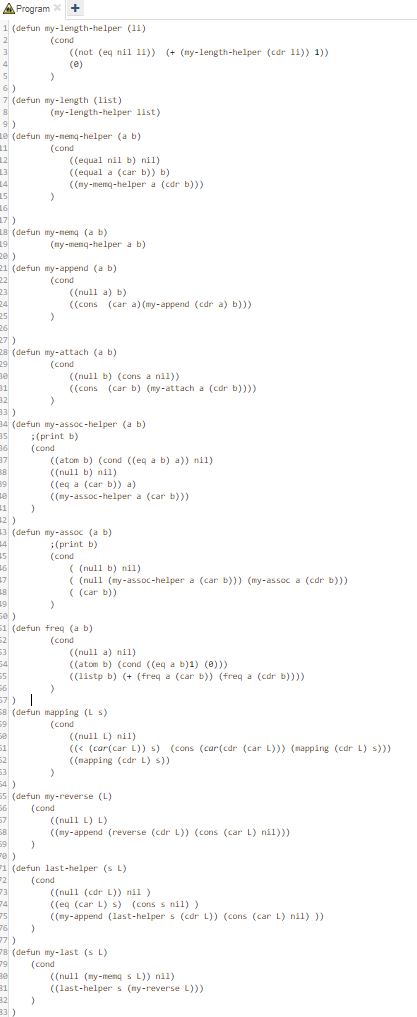 Program
1 (defun my-length-helper (li)
2 (cond
3 ((not (eq nil li)) (+ (my-length-helper (cdr li)) 1))
4 (0)
5 )
6 )
7 (defun my-length (list)
8 (my-length-helper list)
9 )
10 (defun my-memq-helper (a b)
11 (cond
12 ((equal nil b) nil)
13 ((equal a (car b)) b)
14 ((my-memq-helper a (cdr b)))
15 )
16
17 )
18 (defun my-memq (a b)
19 (my-memq-helper a b)
20 )
21 (defun my-append (a b)
22 (cond
23 ((null a) b)
24 ((cons (car a)(my-append (cdr a) b)))
25 )
26
27 )
28 (defun my-attach (a b)
29 (cond
30 ((null b) (cons a nil))
31 ((cons (car b) (my-attach a (cdr b))))
32 )
33 )
34 (defun my-assoc-helper (a b)
35 ;(print b)
36 (cond
37 ((atom b) (cond ((eq a b) a)) nil)
38 ((null b) nil)
39 ((eq a (car b)) a)
40 ((my-assoc-helper a (car b)))
41 )
42 )
43 (defun my-assoc (a b)
44 ;(print b)
45 (cond
46 ( (null b) nil)
47 ( (null (my-assoc-helper a (car b))) (my-assoc a (cdr b)))
48 ( (car b))
49 )
50 )
51 (defun freq (a b)
52 (cond
53 ((null a) nil)
54 ((atom b) (cond ((eq a b)1) (0)))
55 ((listp b) (+ (freq a (car b)) (freq a (cdr b))))
56 )
57 )
58 (defun mapping (L s)
59 (cond
60 ((null L) nil)
61 ((< (car(car L)) s) (cons (car(cdr (car L))) (mapping (cdr L) s)))
62 ((mapping (cdr L) s))
63 )
64 )
65 (defun my-reverse (L)
66 (cond
67 ((null L) L)
68 ((my-append (reverse (cdr L)) (cons (car L) nil)))
69 )
70 )
71 (defun last-helper (s L)
72 (cond
73 ((null (cdr L)) nil )
74 ((eq (car L) s) (cons s nil) )
75 ((my-append (last-helper s (cdr L)) (cons (car L) nil) ))
76 )
77 )
78 (defun my-last (s L)
79 (cond
80 ((null (my-memq s L)) nil)
81 ((last-helper s (my-reverse L)))
82 )
83 )